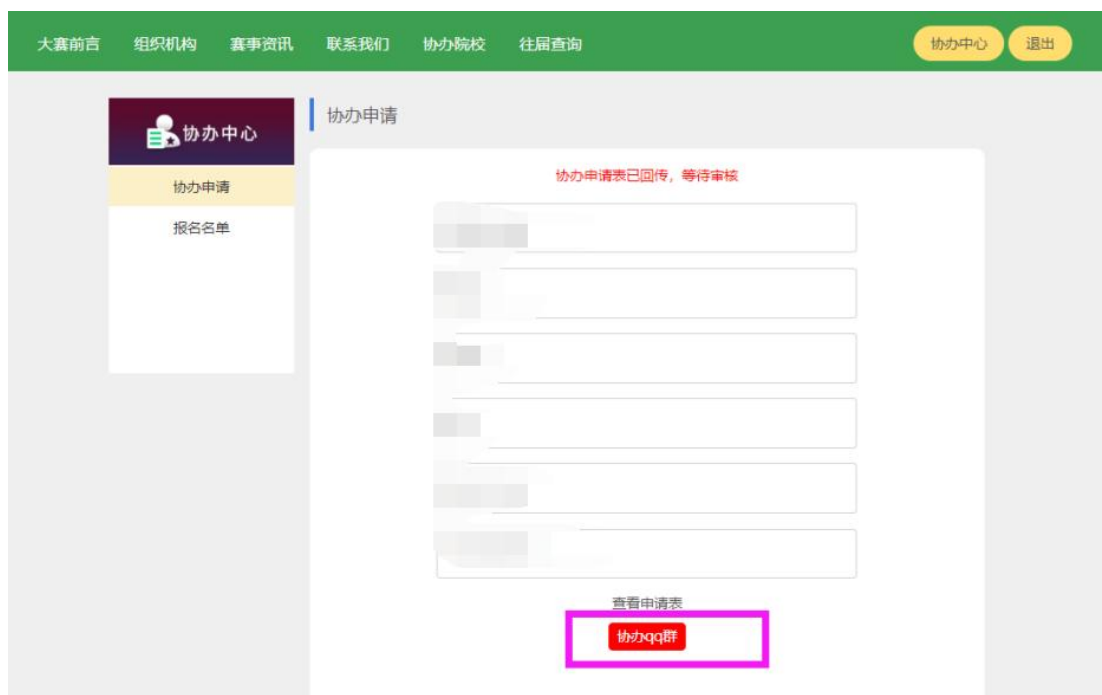 大赛前言 组织机构 赛事资讯 联系我们 协办院校 往届查询 协办中心 退出
协办中心
协办申请
报名名单
协办申请
协办申请表已回传，等待审核
查看申请表
协办qq群